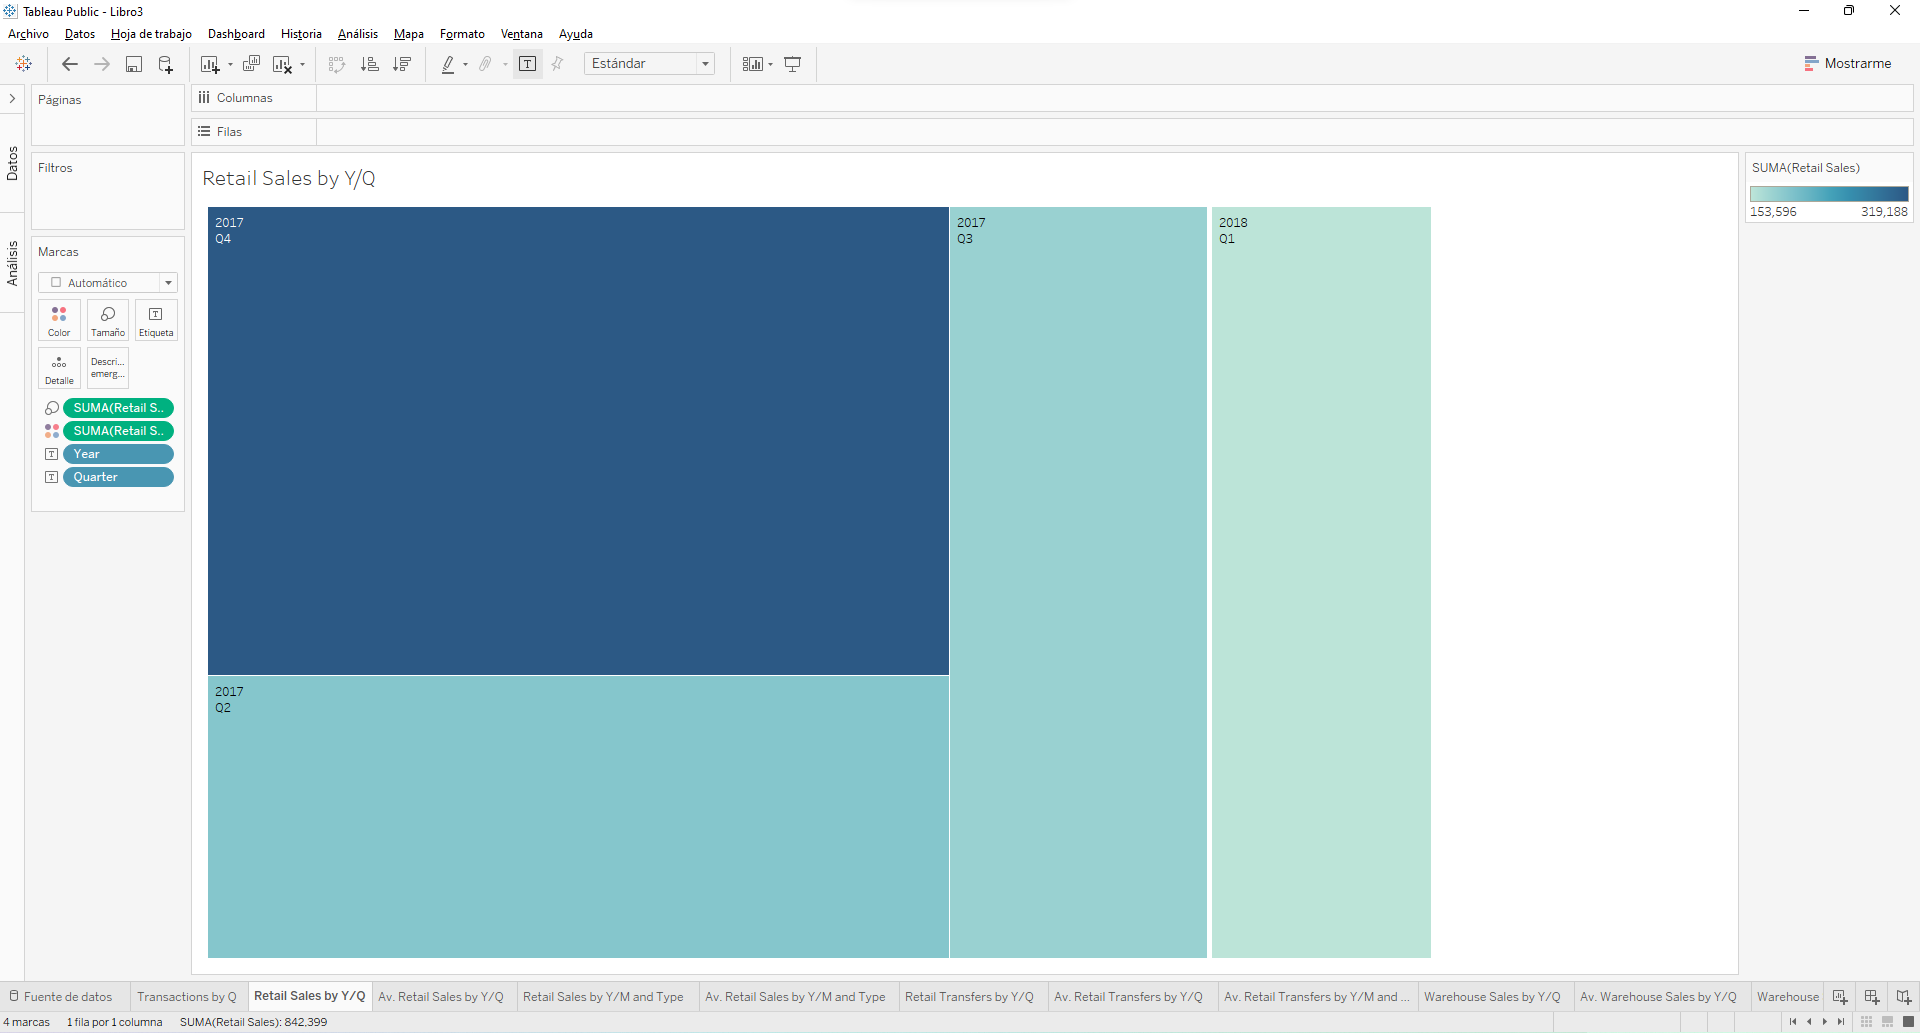 Tableau Public - Libro3
Archivo Datos Hoja de trabajo Dashboard Historia Análisis Mapa Formato Ventana Ayuda
Estándar
Mostrarme
Datos
Análisis
Páginas
Filtros
Marcas
Automático
Color Tamaño Etiqueta
Detalle
Descri...
emerg...
SUMA(Retail S..
SUMA(Retail S..
Year
Quarter
Columnas
Filas
Retail Sales by Y/Q
2017
Q4
2017
Q3
2018
Q1
2017
Q2
SUMA(Retail Sales)
153,596 319,188
Fuente de datos Transactions by Q Retail Sales by Y/Q Av. Retail Sales by Y/Q Retail Sales by Y/M and Type Av. Retail Sales by Y/M and Type Retail Transfers by Y/Q Av. Retail Transfers by Y/Q Av. Retail Transfers by Y/M and ... Warehouse Sales by Y/Q Av. Warehouse Sales by Y/Q Warehouse
4 marcas 1 fila por 1 columna SUMA(Retail Sales): 842,399